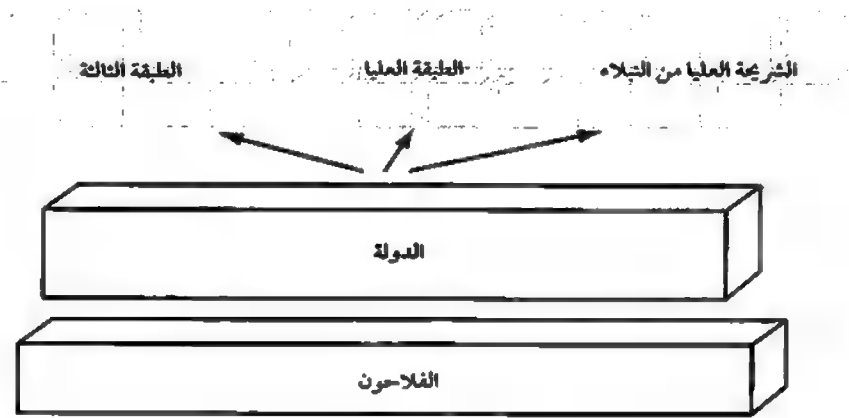 الشريحة العليا من النبلاء
الطبقة العليا
الطبقة الثالثة
الدولة
الفلاحون